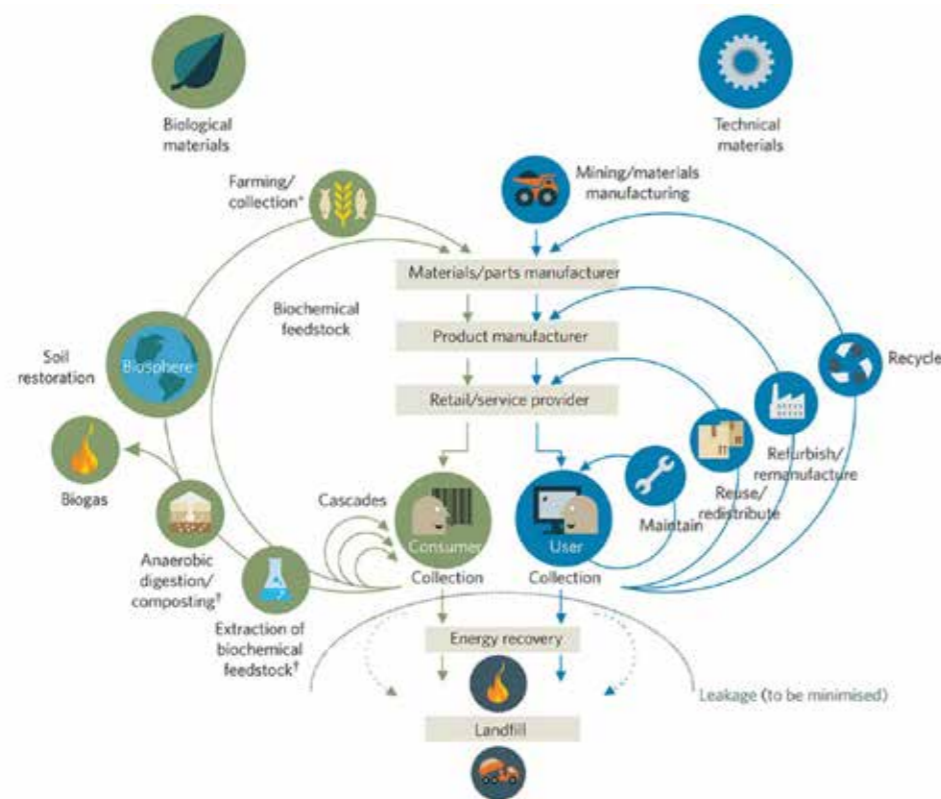 Biological
materials
Technical
materials
Farming/
collection*
Mining/materials
manufacturing
Materials/parts manufacturer
Biochemical
feedstock
Product manufacturer
Soil
restoration
Biosphere
Recycle
Retail/service provider
Refurbish/
remanufacture
Biogas
Reuse/
redistribute
Cascades
Maintain
Consumer
User
Anaerobic
digestion/
composting†
Collection
Collection
Extraction of
biochemical
feedstock†
Energy recovery
Leakage (to be minimised)
Landfill